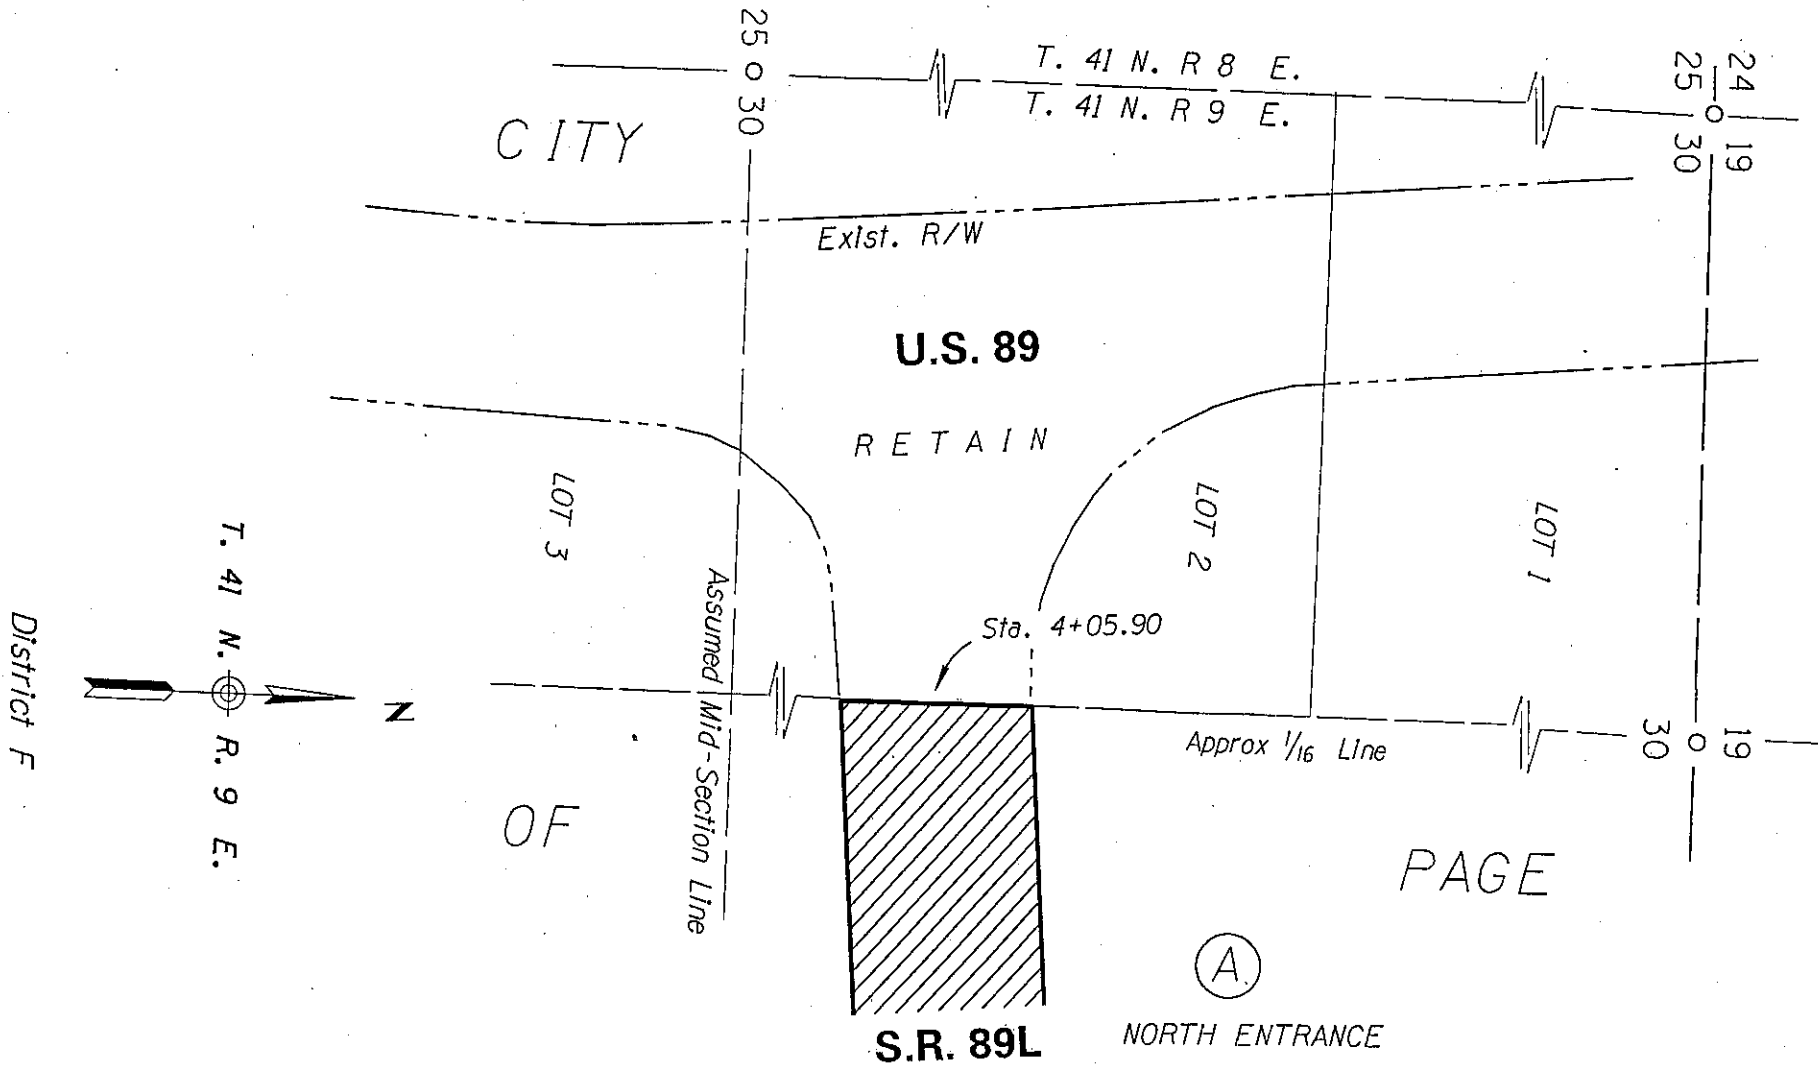 25
30
T. 41 N. R 8 E.
T. 41 N. R 9 E.
24
25
19
30
CITY
Exist. R/W
U.S. 89
RETAIN
LOT 3
LOT 2
LOT 1
Sta. 4+05.90
Assumed Mid-Section Line
Approx 1/16 Line
19
30
T. 41 N. R. 9 E.
N
District F
OF
PAGE
A
NORTH ENTRANCE
S.R. 89L